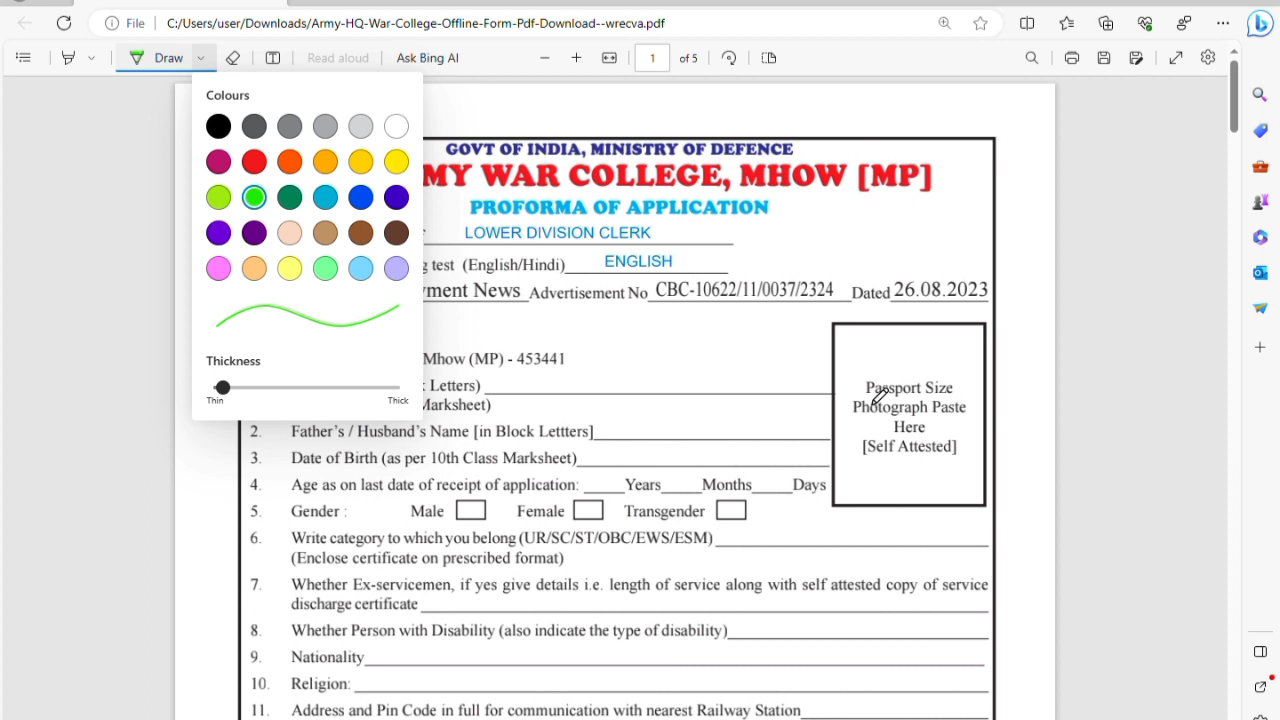 File C:/Users/user/Downloads/Army-HQ-War-College-Offline-Form-Pdf-Download--wrecva.pdf
Draw Read aloud Ask Bing AI 1 of 5
Colours
Thickness
Thin Thick
GOVT OF INDIA, MINISTRY OF DEFENCE
MY WAR COLLEGE, MHOW [MP]
PROFORMA OF APPLICATION
LOWER DIVISION CLERK
g test (English/Hindi) ENGLISH
yment News Advertisement No CBC-10622/11/0037/2324 Dated 26.08.2023
Mhow (MP) - 453441
Letters)
Marksheet)
Passport Size
Photograph Paste
Here
[Self Attested]
2. Father's / Husband's Name [in Block Lettters]
3. Date of Birth (as per 10th Class Marksheet)
4. Age as on last date of receipt of application: Years Months Days
5. Gender : Male Female Transgender
6. Write category to which you belong (UR/SC/ST/OBC/EWS/ESM)
(Enclose certificate on prescribed format)
7. Whether Ex-servicemen, if yes give details i.e. length of service along with self attested copy of service
discharge certificate
8. Whether Person with Disability (also indicate the type of disability)
9. Nationality
10. Religion:
11. Address and Pin Code in full for communication with nearest Railway Station